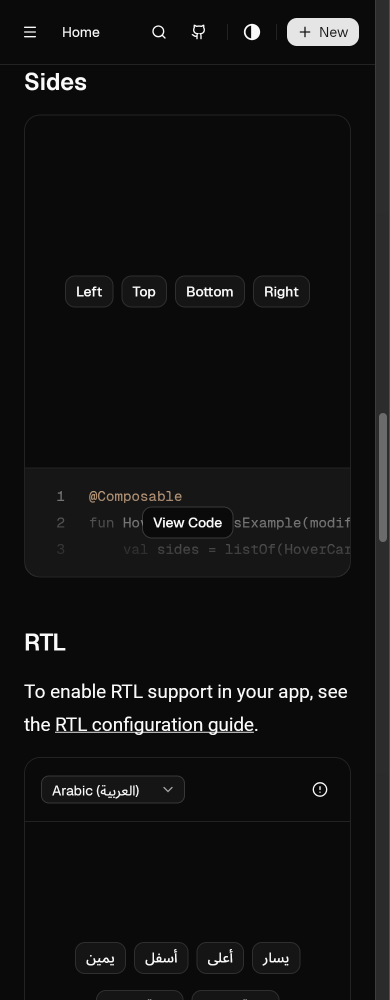 Home
New
Sides
Left Top Bottom Right
1 @Composable
2 fun Hov View Code sExample(modif
3 val sides = listOf(HoverCar
RTL
To enable RTL support in your app, see
the RTL configuration guide.
Arabic (العربية)
يمين أسفل أعلى يسار